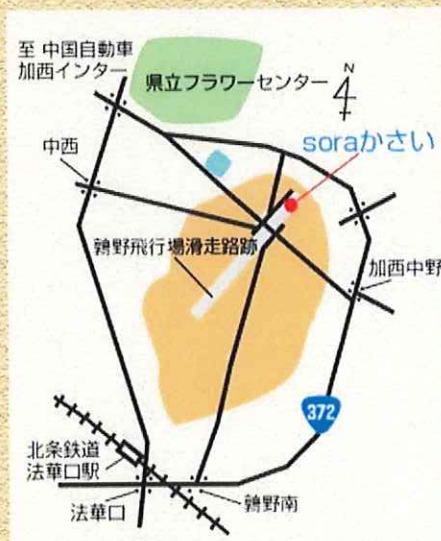 至 中国自動車
加西インター
県立フラワーセンター
N
4
soraかさい
中西
鶉野飛行場滑走路跡
加西中野
372
北条鉄道
法華口駅
法華口
鶉野南